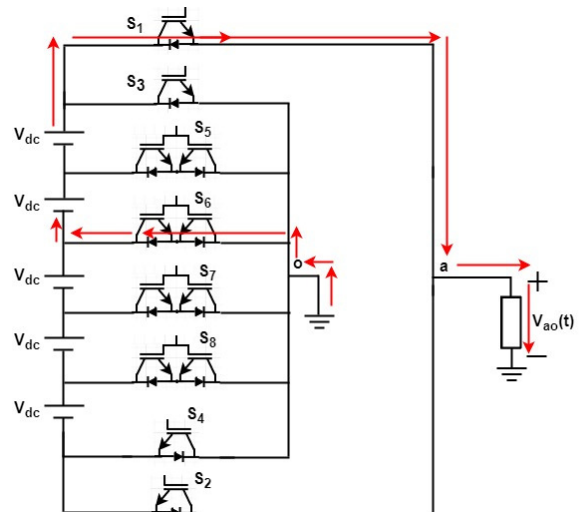 S1
S3
Vdc
S5
Vdc
S6
o
a
+
Vdc
S7
Vao(t)
Vdc
S8
−
Vdc
S4
S2